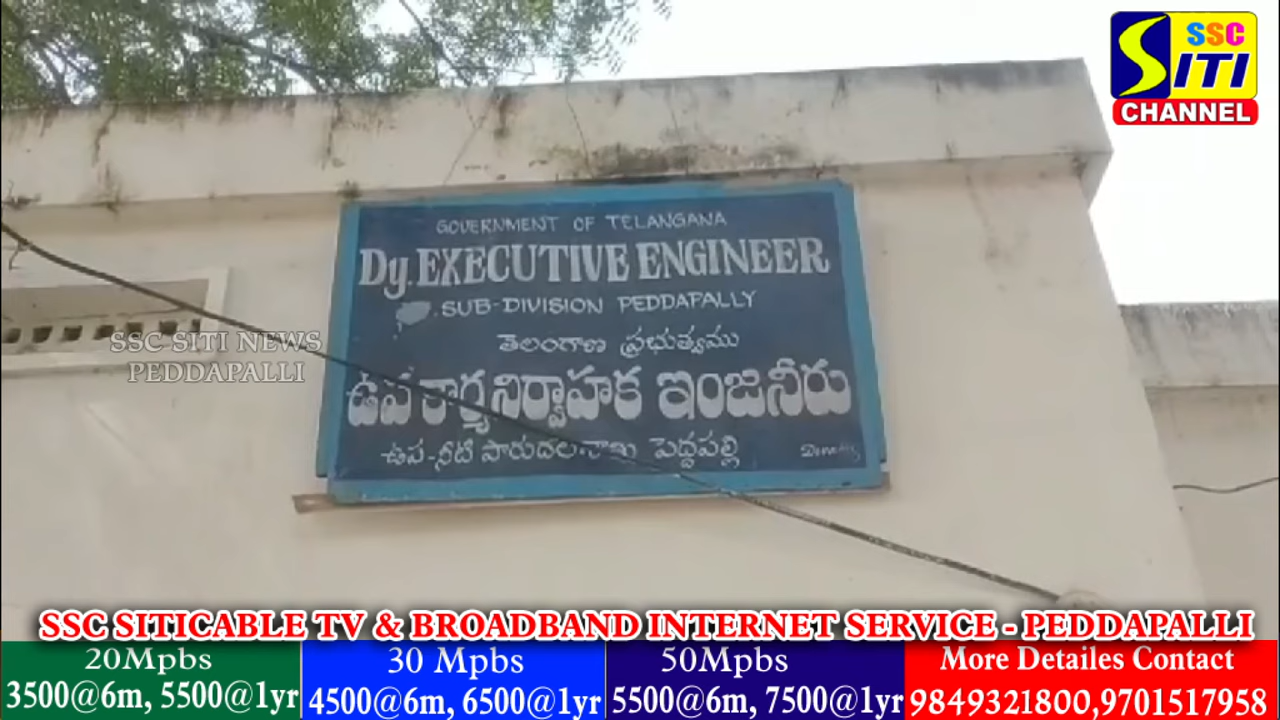 SSC
SITI
CHANNEL
GOVERNMENT OF TELANGANA
Dy. EXECUTIVE ENGINEER
SUB-DIVISION PEDDAPALLY
తెలంగాణ ప్రభుత్వము
ఉప కార్యనిర్వాహక ఇంజనీరు
ఉప-నీటి పారుదల పెద్దపల్లి
SSC SITI NEWS
PEDDAPALLI
SSC SITICABLE TV & BROADBAND INTERNET SERVICE - PEDDAPALLI
20Mpbs
3500@6m, 5500@1yr
30 Mpbs
4500@6m, 6500@1yr
50Mpbs
5500@6m, 7500@1yr
More Detailes Contact
9849321800,9701517958